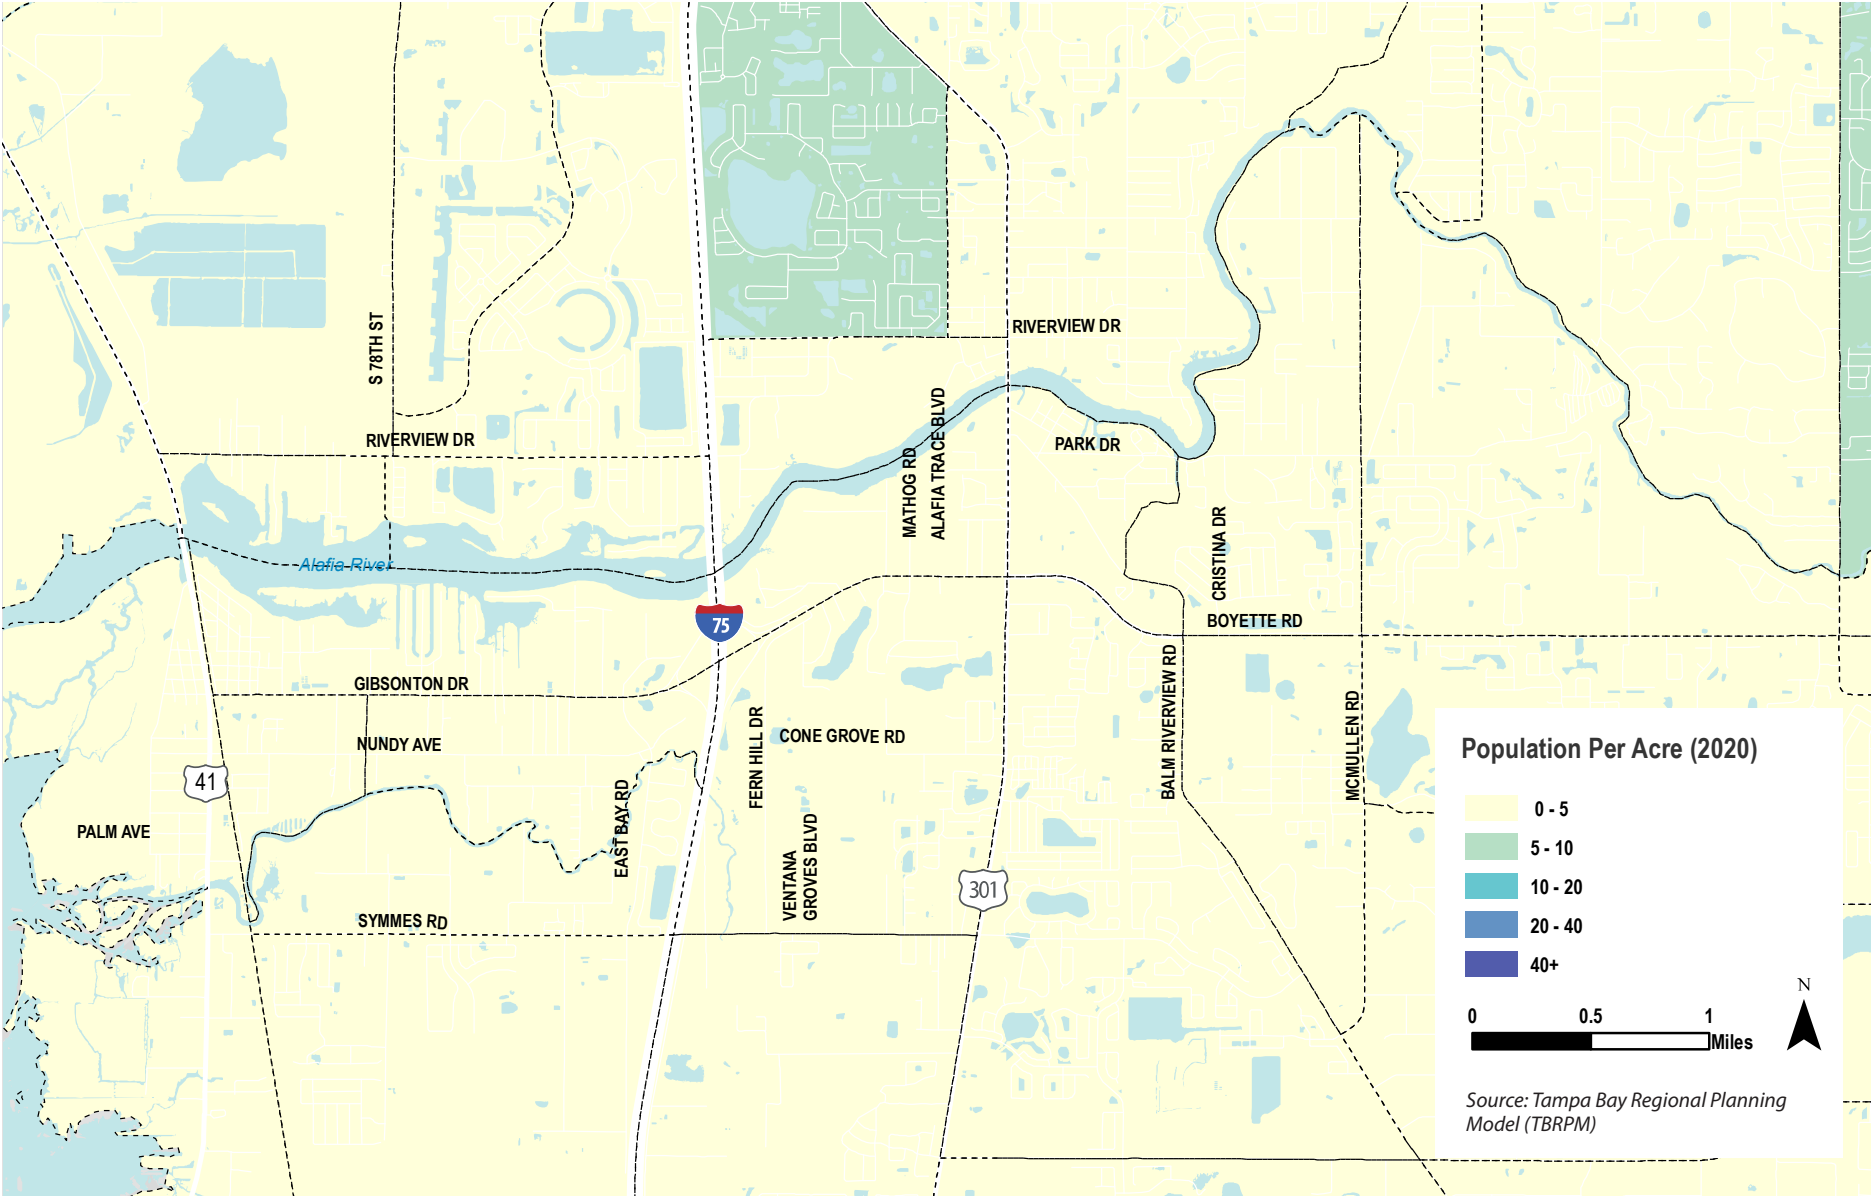 S 78TH ST
RIVERVIEW DR
RIVERVIEW DR
MATHOG RD
ALAFIA TRACE BLVD
PARK DR
CRISTINA DR
Alafia River
75
BOYETTE RD
GIBSONTON DR
NUNDY AVE
FERN HILL DR
CONE GROVE RD
BALM RIVERVIEW RD
MCMULLEN RD
41
PALM AVE
EAST BAY RD
VENTANA
GROVES BLVD
301
SYMMES RD
Population Per Acre (2020)
0 - 5
5 - 10
10 - 20
20 - 40
40+
N
0 0.5 1
Miles
Source: Tampa Bay Regional Planning
Model (TBRPM)